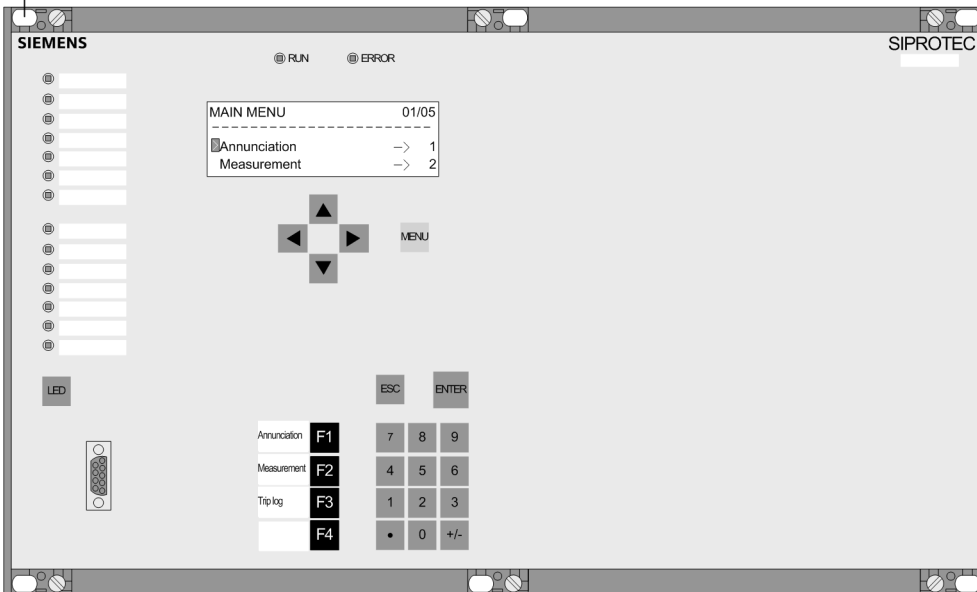 SIEMENS
SIPROTEC
RUN
ERROR
MAIN MENU 01/05
Annunciation –> 1
Measurement –> 2
MENU
LED
ESC
ENTER
Annunciation F1
7 8 9
Measurement F2
4 5 6
Trip log F3
1 2 3
F4
• 0 +/-